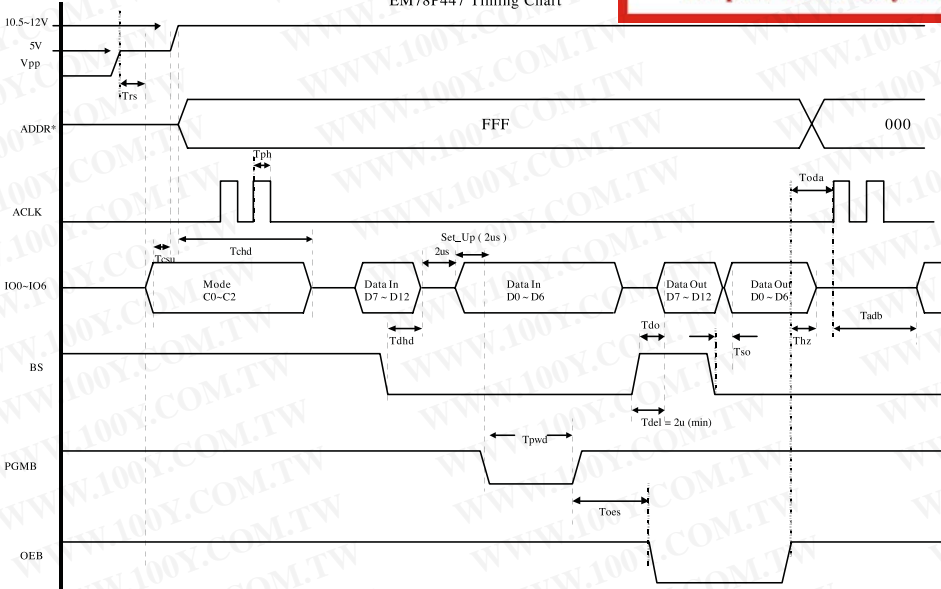 EM78P447 Timing Chart
10.5~12V
5V
Vpp
Trs
ADDR*
FFF
000
Tph
Toda
ACLK
Set_Up ( 2us )
Tcsu
Tchd
2us
IO0~IO6
Mode
C0~C2
Data In
D7 ~ D12
Data In
D0 ~ D6
Data Out
D7 ~ D12
Data Out
D0 ~ D6
Tdhd
Tdo
Tso
Thz
Tadb
BS
Tdel = 2u (min)
Tpwd
PGMB
Toes
OEB
WWW.100Y.COM.TW